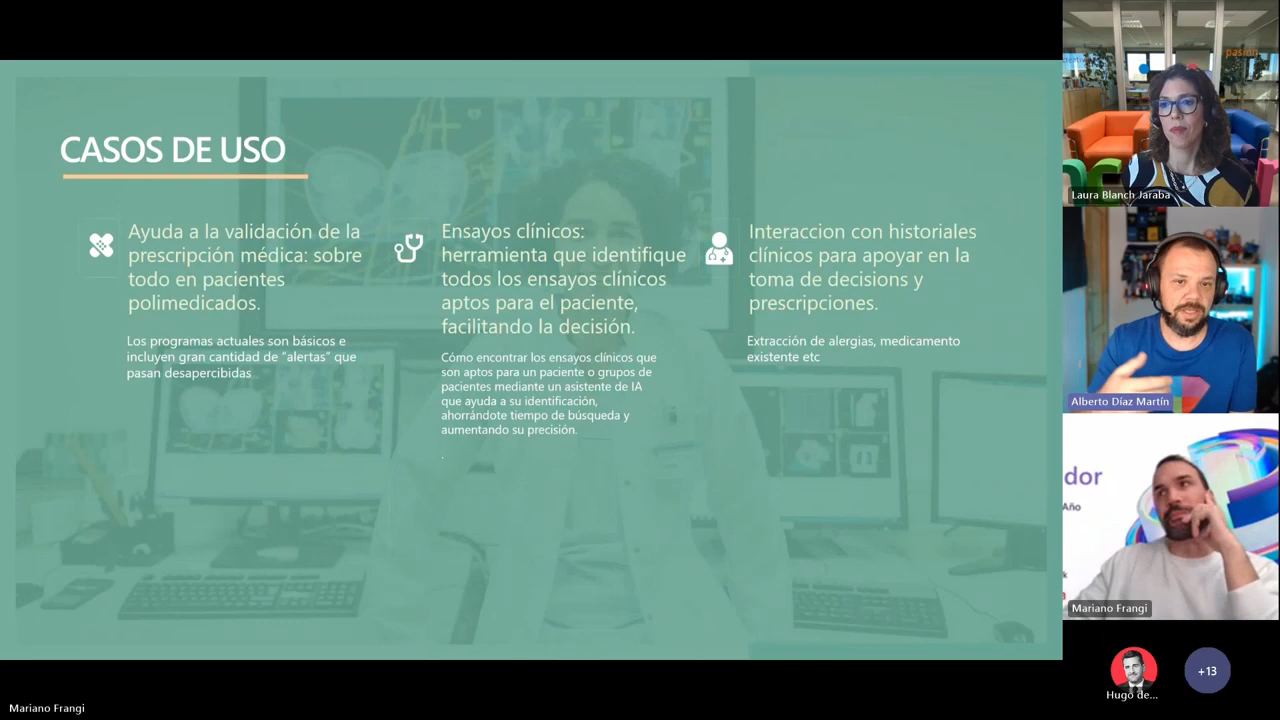 CASOS DE USO
Ayuda a la validación de la
prescripción médica: sobre
todo en pacientes
polimedicados.
Los programas actuales son básicos e
incluyen gran cantidad de “alertas” que
pasan desapercibidas
Ensayos clínicos:
herramienta que identifique
todos los ensayos clínicos
aptos para el paciente,
facilitando la decisión.
Cómo encontrar los ensayos clínicos que
son aptos para un paciente o grupos de
pacientes mediante un asistente de IA
que ayuda a su identificación,
ahorrándote tiempo de búsqueda y
aumentando su precisión.
.
Interaccion con historiales
clínicos para apoyar en la
toma de decisions y
prescripciones.
Extracción de alergias, medicamento
existente etc
pasión
Laura Blanch Jaraba
Alberto Díaz Martín
dor
Año
Mariano Frangi
Hugo de...
+13
Mariano Frangi